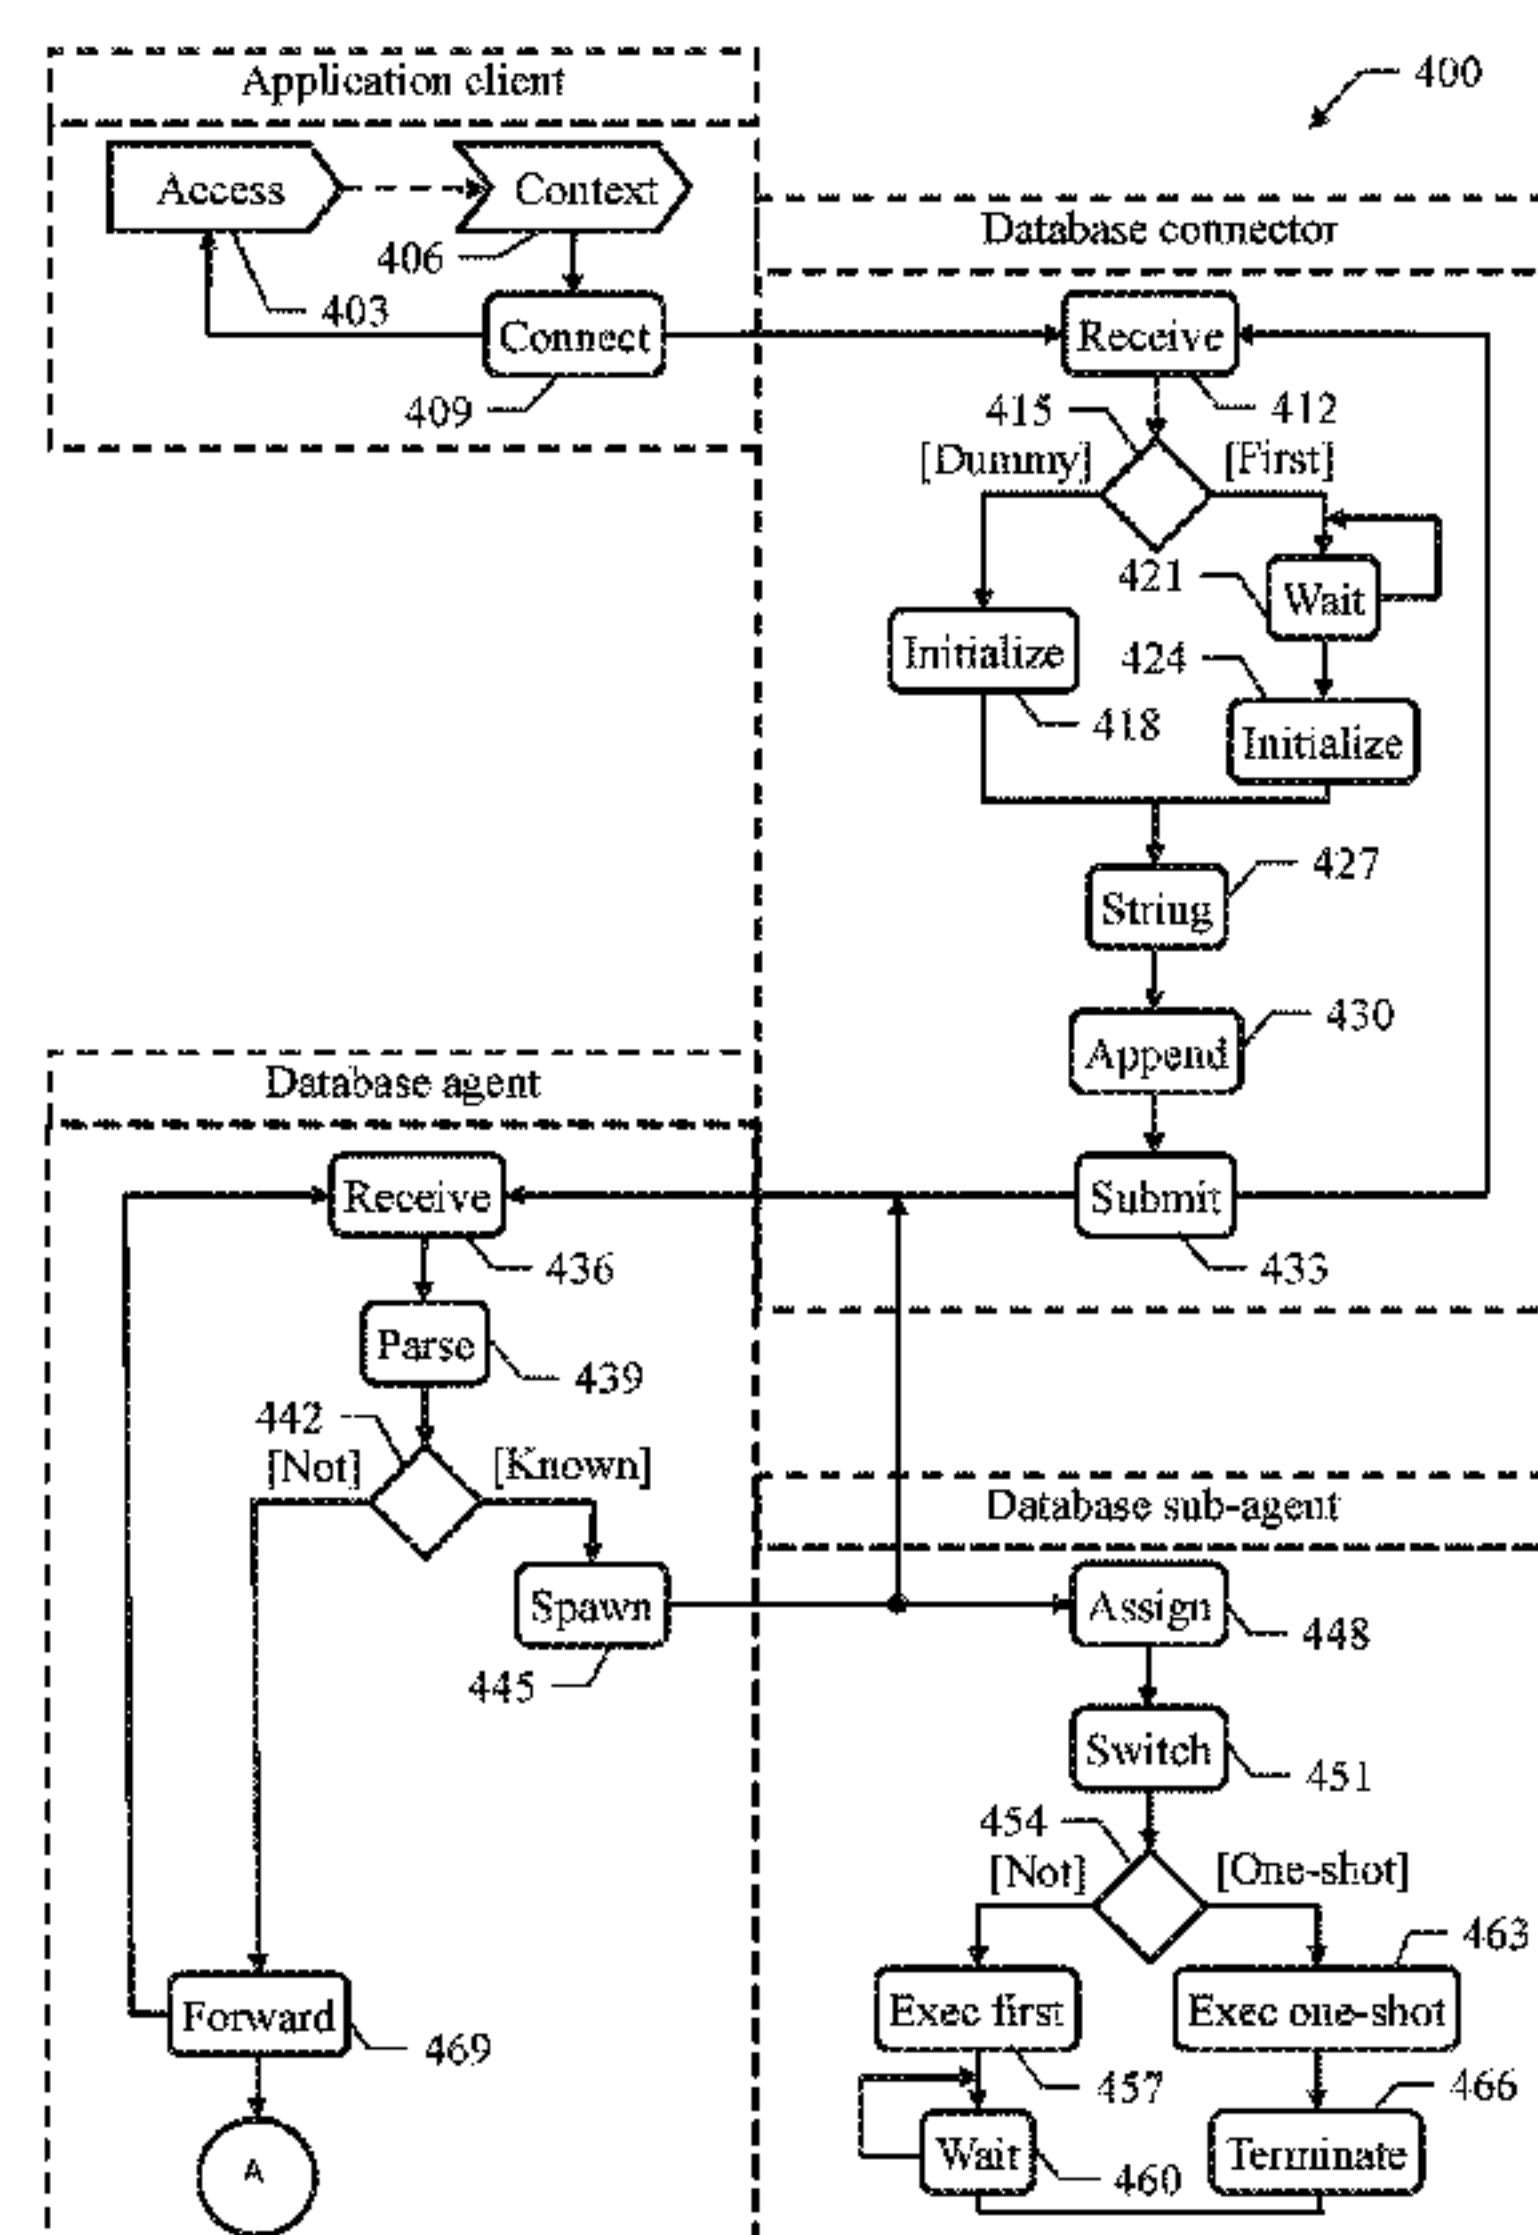 Application client
400
Access
Context
406
403
Database connector
Connect
Receive
409
415
412
[Dummy]
[First]
421
Wait
Initialize
424
418
Initialize
427
String
430
Append
Database agent
Receive
Submit
436
433
Parse
439
442
[Not]
[Known]
Database sub-agent
Spawn
Assign
448
445
Switch
451
454
[Not]
[One-shot]
463
Exec first
Exec one-shot
Forward
469
457
466
A
Wait
460
Terminate